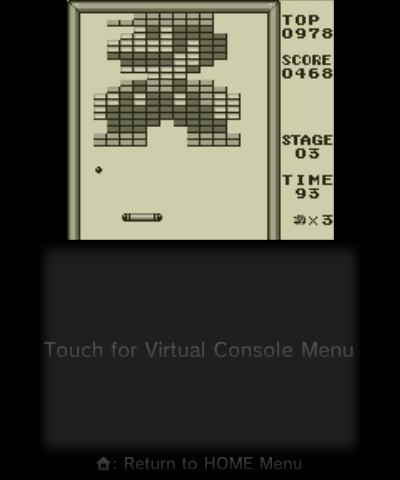 TOP
0978
SCORE
0468
STAGE
03
TIME
93
×3
Touch for Virtual Console Menu
: Return to HOME Menu